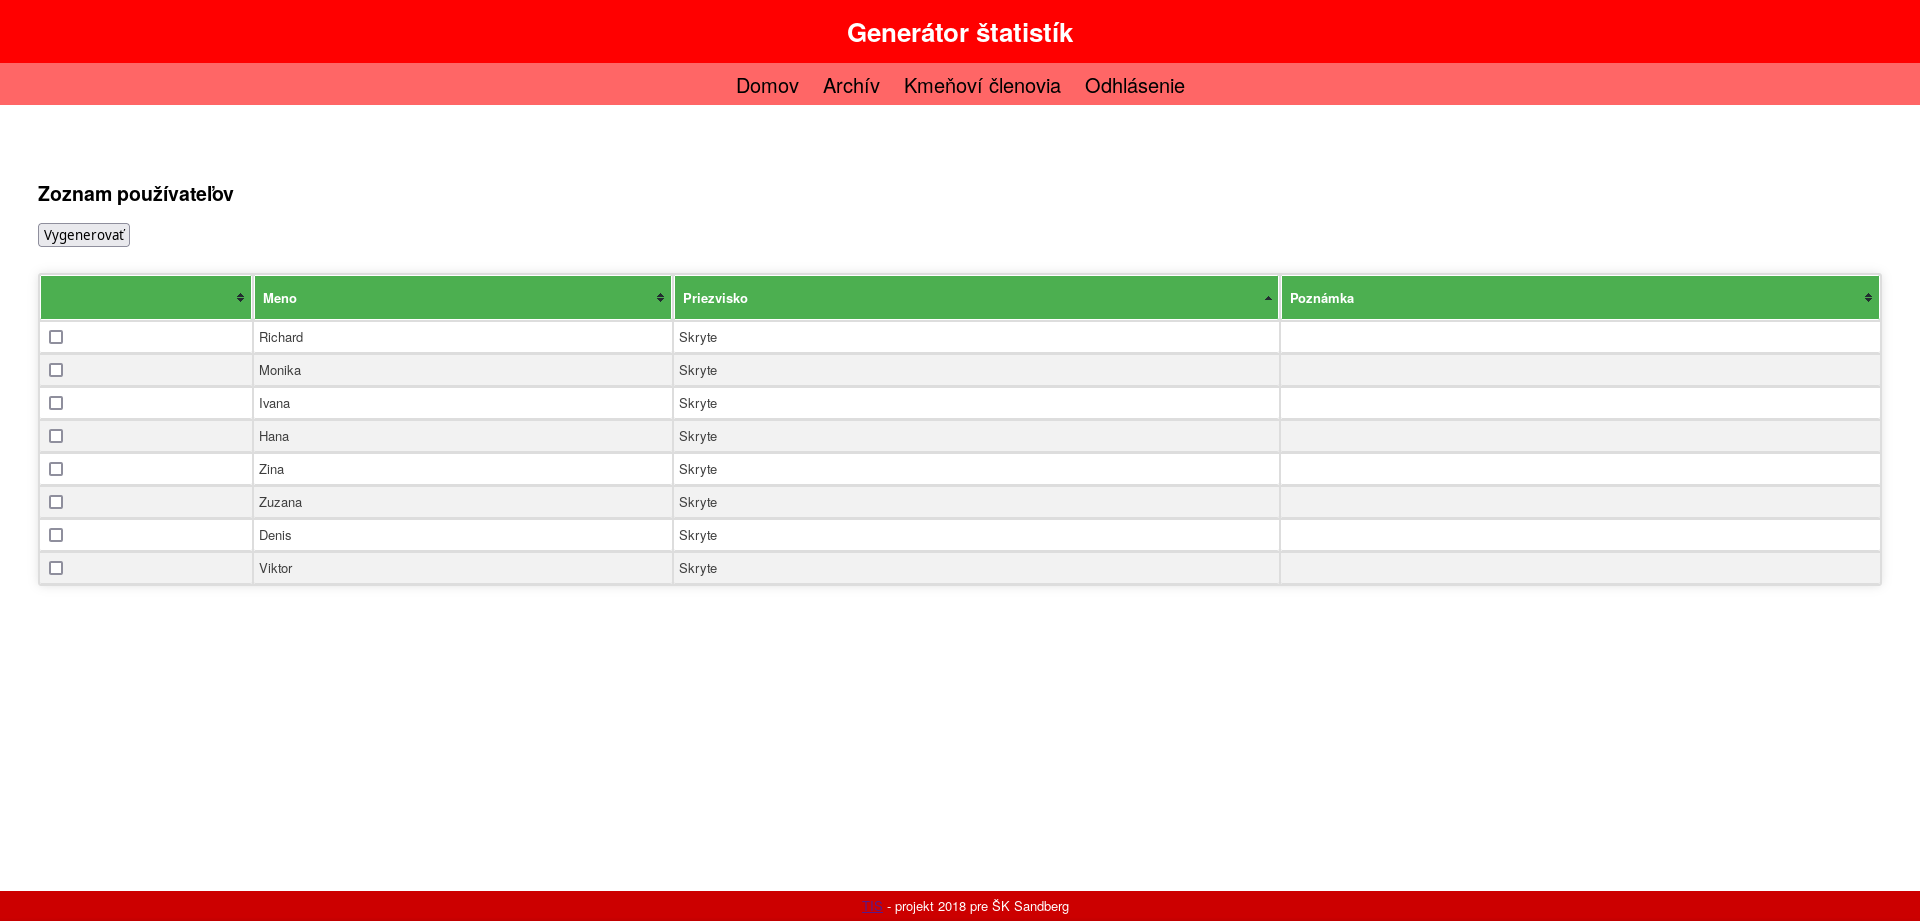 Generátor štatistík
Domov Archív Kmeňoví členovia Odhlásenie
Zoznam používateľov
Vygenerovať
Meno Priezvisko Poznámka
Richard Skryte
Monika Skryte
Ivana Skryte
Hana Skryte
Zina Skryte
Zuzana Skryte
Denis Skryte
Viktor Skryte
- projekt 2018 pre ŠK Sandberg